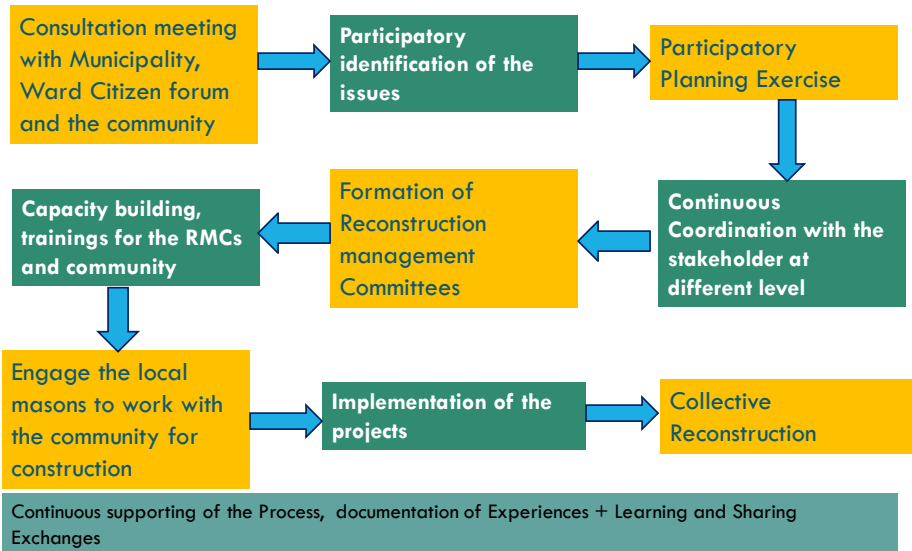 Consultation meeting
with Municipality,
Ward Citizen forum
and the community
Participatory
identification of the
issues
Participatory
Planning Exercise
Continuous
Coordination with the
stakeholder at
different level
Formation of
Reconstruction
management
Committees
Capacity building,
trainings for the RMCs
and community
Engage the local
masons to work with
the community for
construction
Implementation of the
projects
Collective
Reconstruction
Continuous supporting of the Process, documentation of Experiences + Learning and Sharing
Exchanges